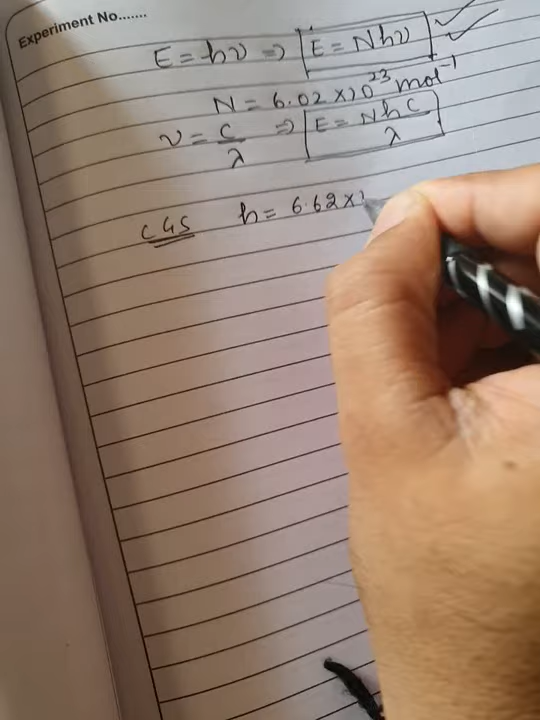 Experiment No.......
E = hν ⇒ E = Nhν
N = 6.02 × 10²³ mol⁻¹
ν = C/λ ⇒ E = NhC/λ
CGS h = 6.62 ×